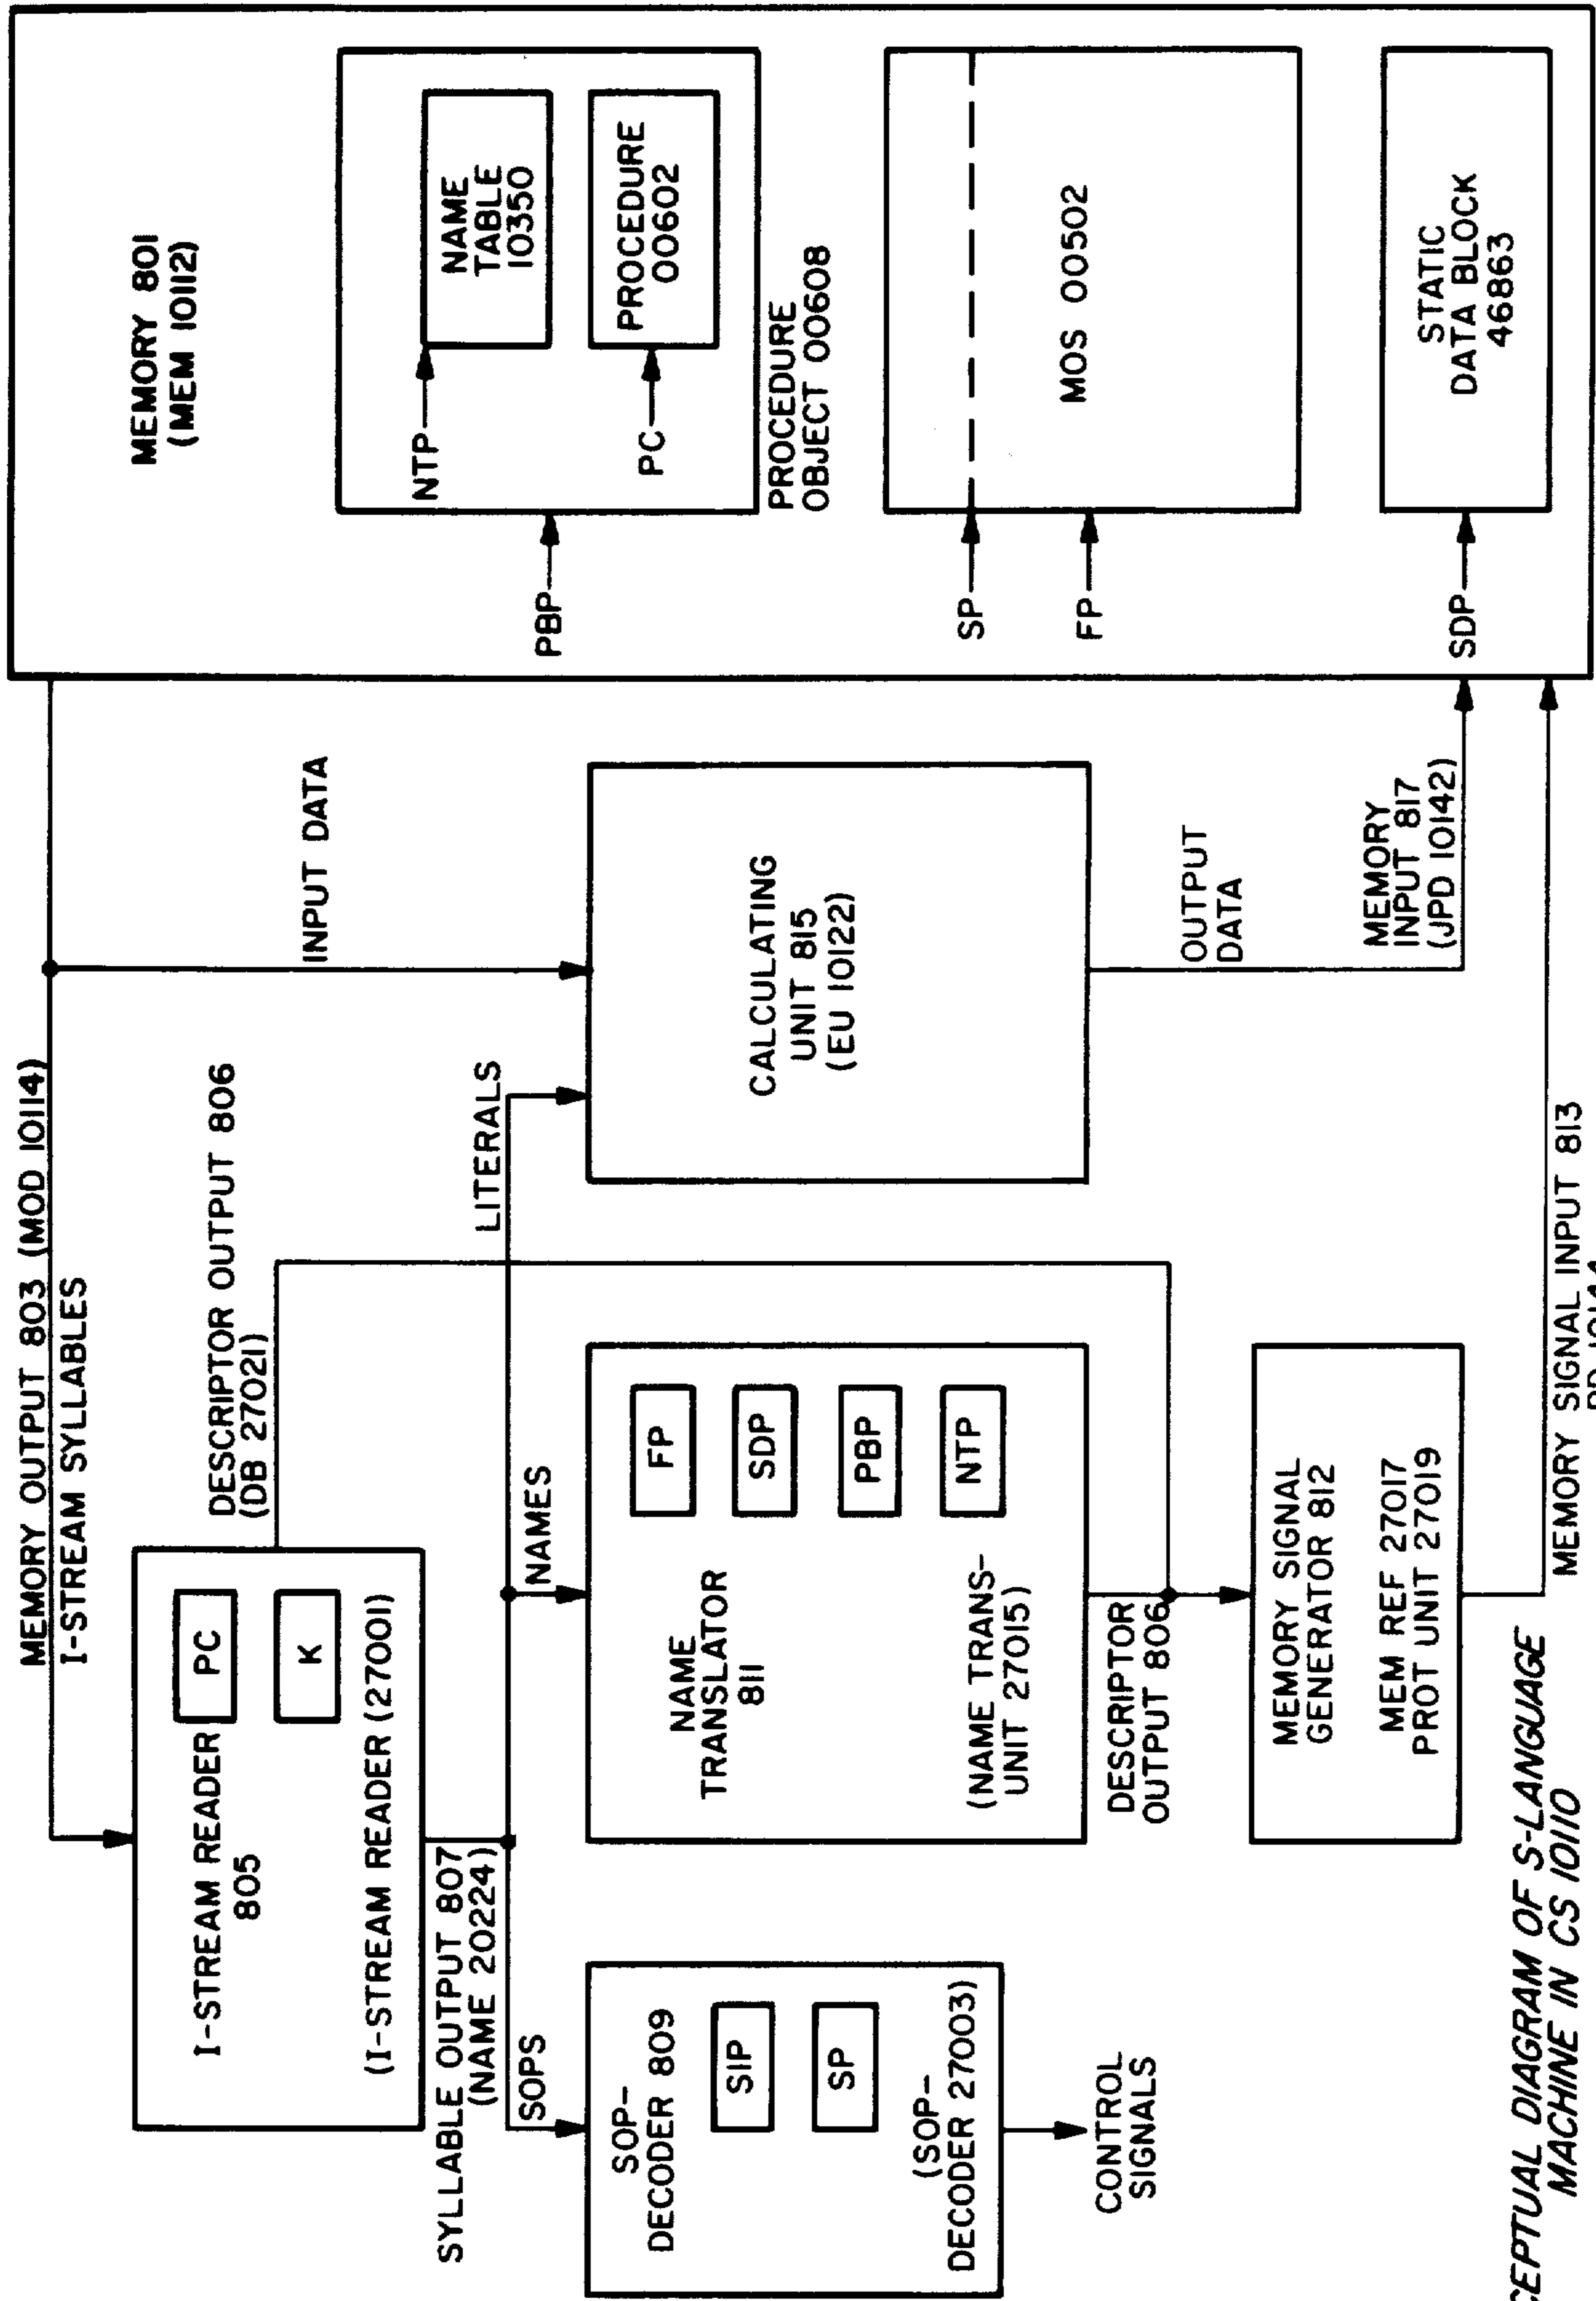 MEMORY OUTPUT 803 (MOD 10114)
I-STREAM SYLLABLES
I-STREAM READER
805
PC
K
(I-STREAM READER (27001)
DESCRIPTOR OUTPUT 806
(DB 27021)
INPUT DATA
SYLLABLE OUTPUT 807
(NAME 20224)
SOPS
NAMES
LITERALS
SOP-
DECODER 809
SIP
SP
(SOP-
DECODER 27003)
CONTROL
SIGNALS
NAME
TRANSLATOR
811
FP
SDP
PBP
NTP
(NAME TRANS-
UNIT 27015)
DESCRIPTOR
OUTPUT 806
MEMORY SIGNAL
GENERATOR 812
MEM REF 27017
PROT UNIT 27019
CALCULATING
UNIT 815
(EU 10122)
OUTPUT
DATA
MEMORY
INPUT 817
(JPD 10142)
MEMORY SIGNAL INPUT 813
MEMORY 801
(MEM 10112)
NTP
NAME
TABLE
10350
PC
PROCEDURE
00602
PBP
PROCEDURE
OBJECT 00608
SP
FP
MOS 00502
SDP
STATIC
DATA BLOCK
46863
CEPTUAL DIAGRAM OF S-LANGUAGE
MACHINE IN CS 10110